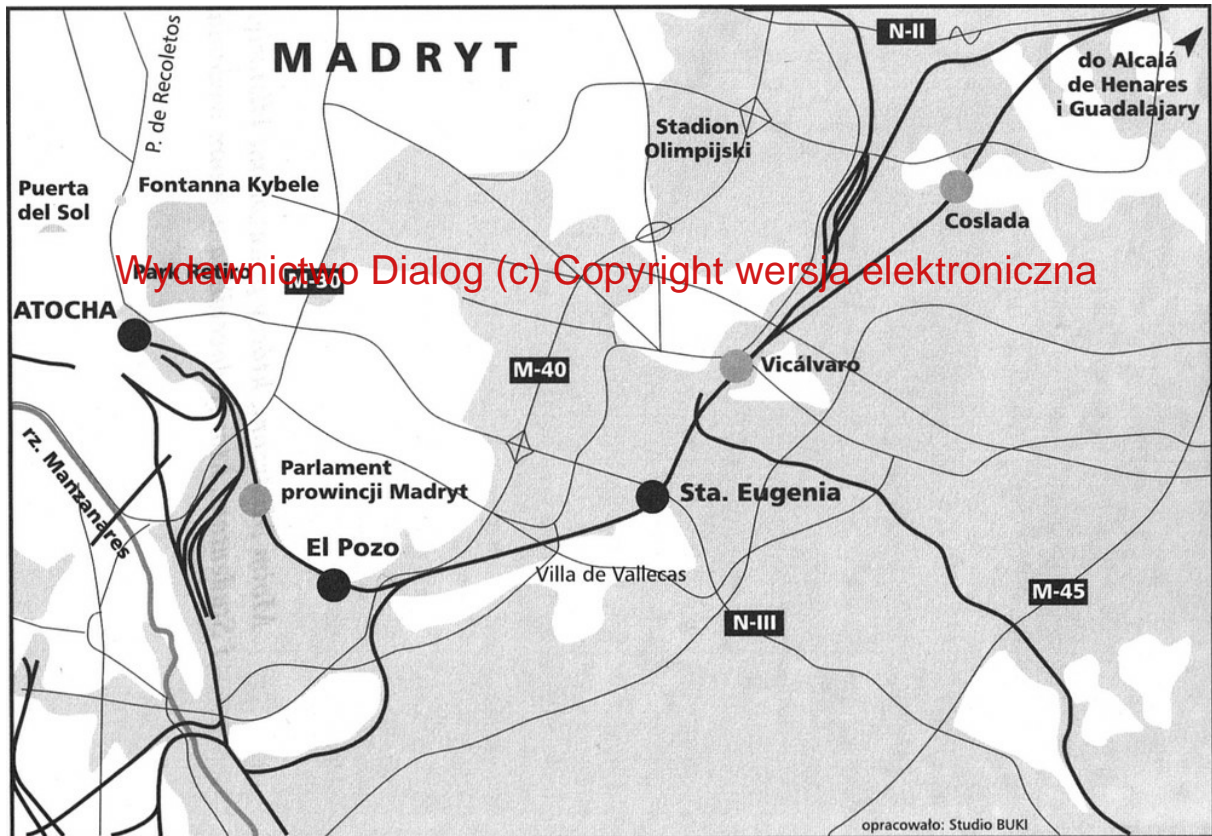 MADRYT
N-II
do Alcalá
de Henares
i Guadalajary
P. de Recoletos
Stadion
Olimpijski
Puerta
del Sol
Fontanna Kybele
Coslada
Park Retiro
M-30
Wydawnictwo Dialog (c) Copyright wersja elektroniczna
ATOCHA
M-40
Vicálvaro
rz. Manzanares
Parlament
prowincji Madryt
Sta. Eugenia
El Pozo
Villa de Vallecas
M-45
N-III
opracowało: Studio BUKI